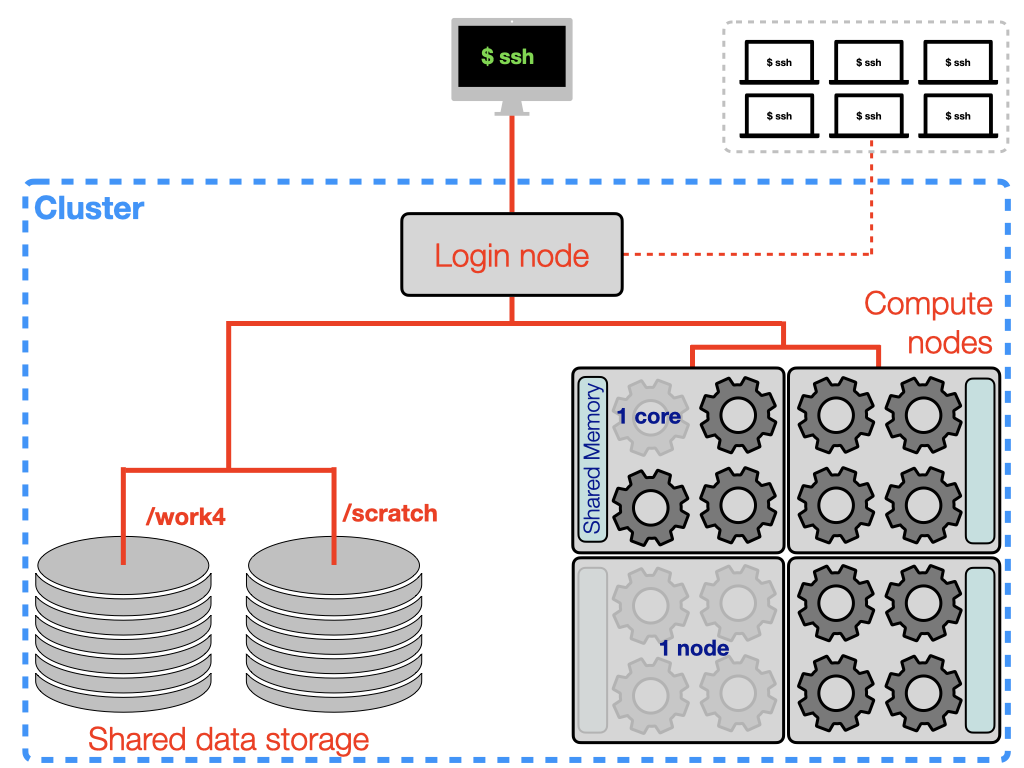 $ ssh
$ ssh
$ ssh
$ ssh
$ ssh
$ ssh
$ ssh
Cluster
Login node
Compute
nodes
Shared Memory
1 core
/work4
/scratch
1 node
Shared data storage